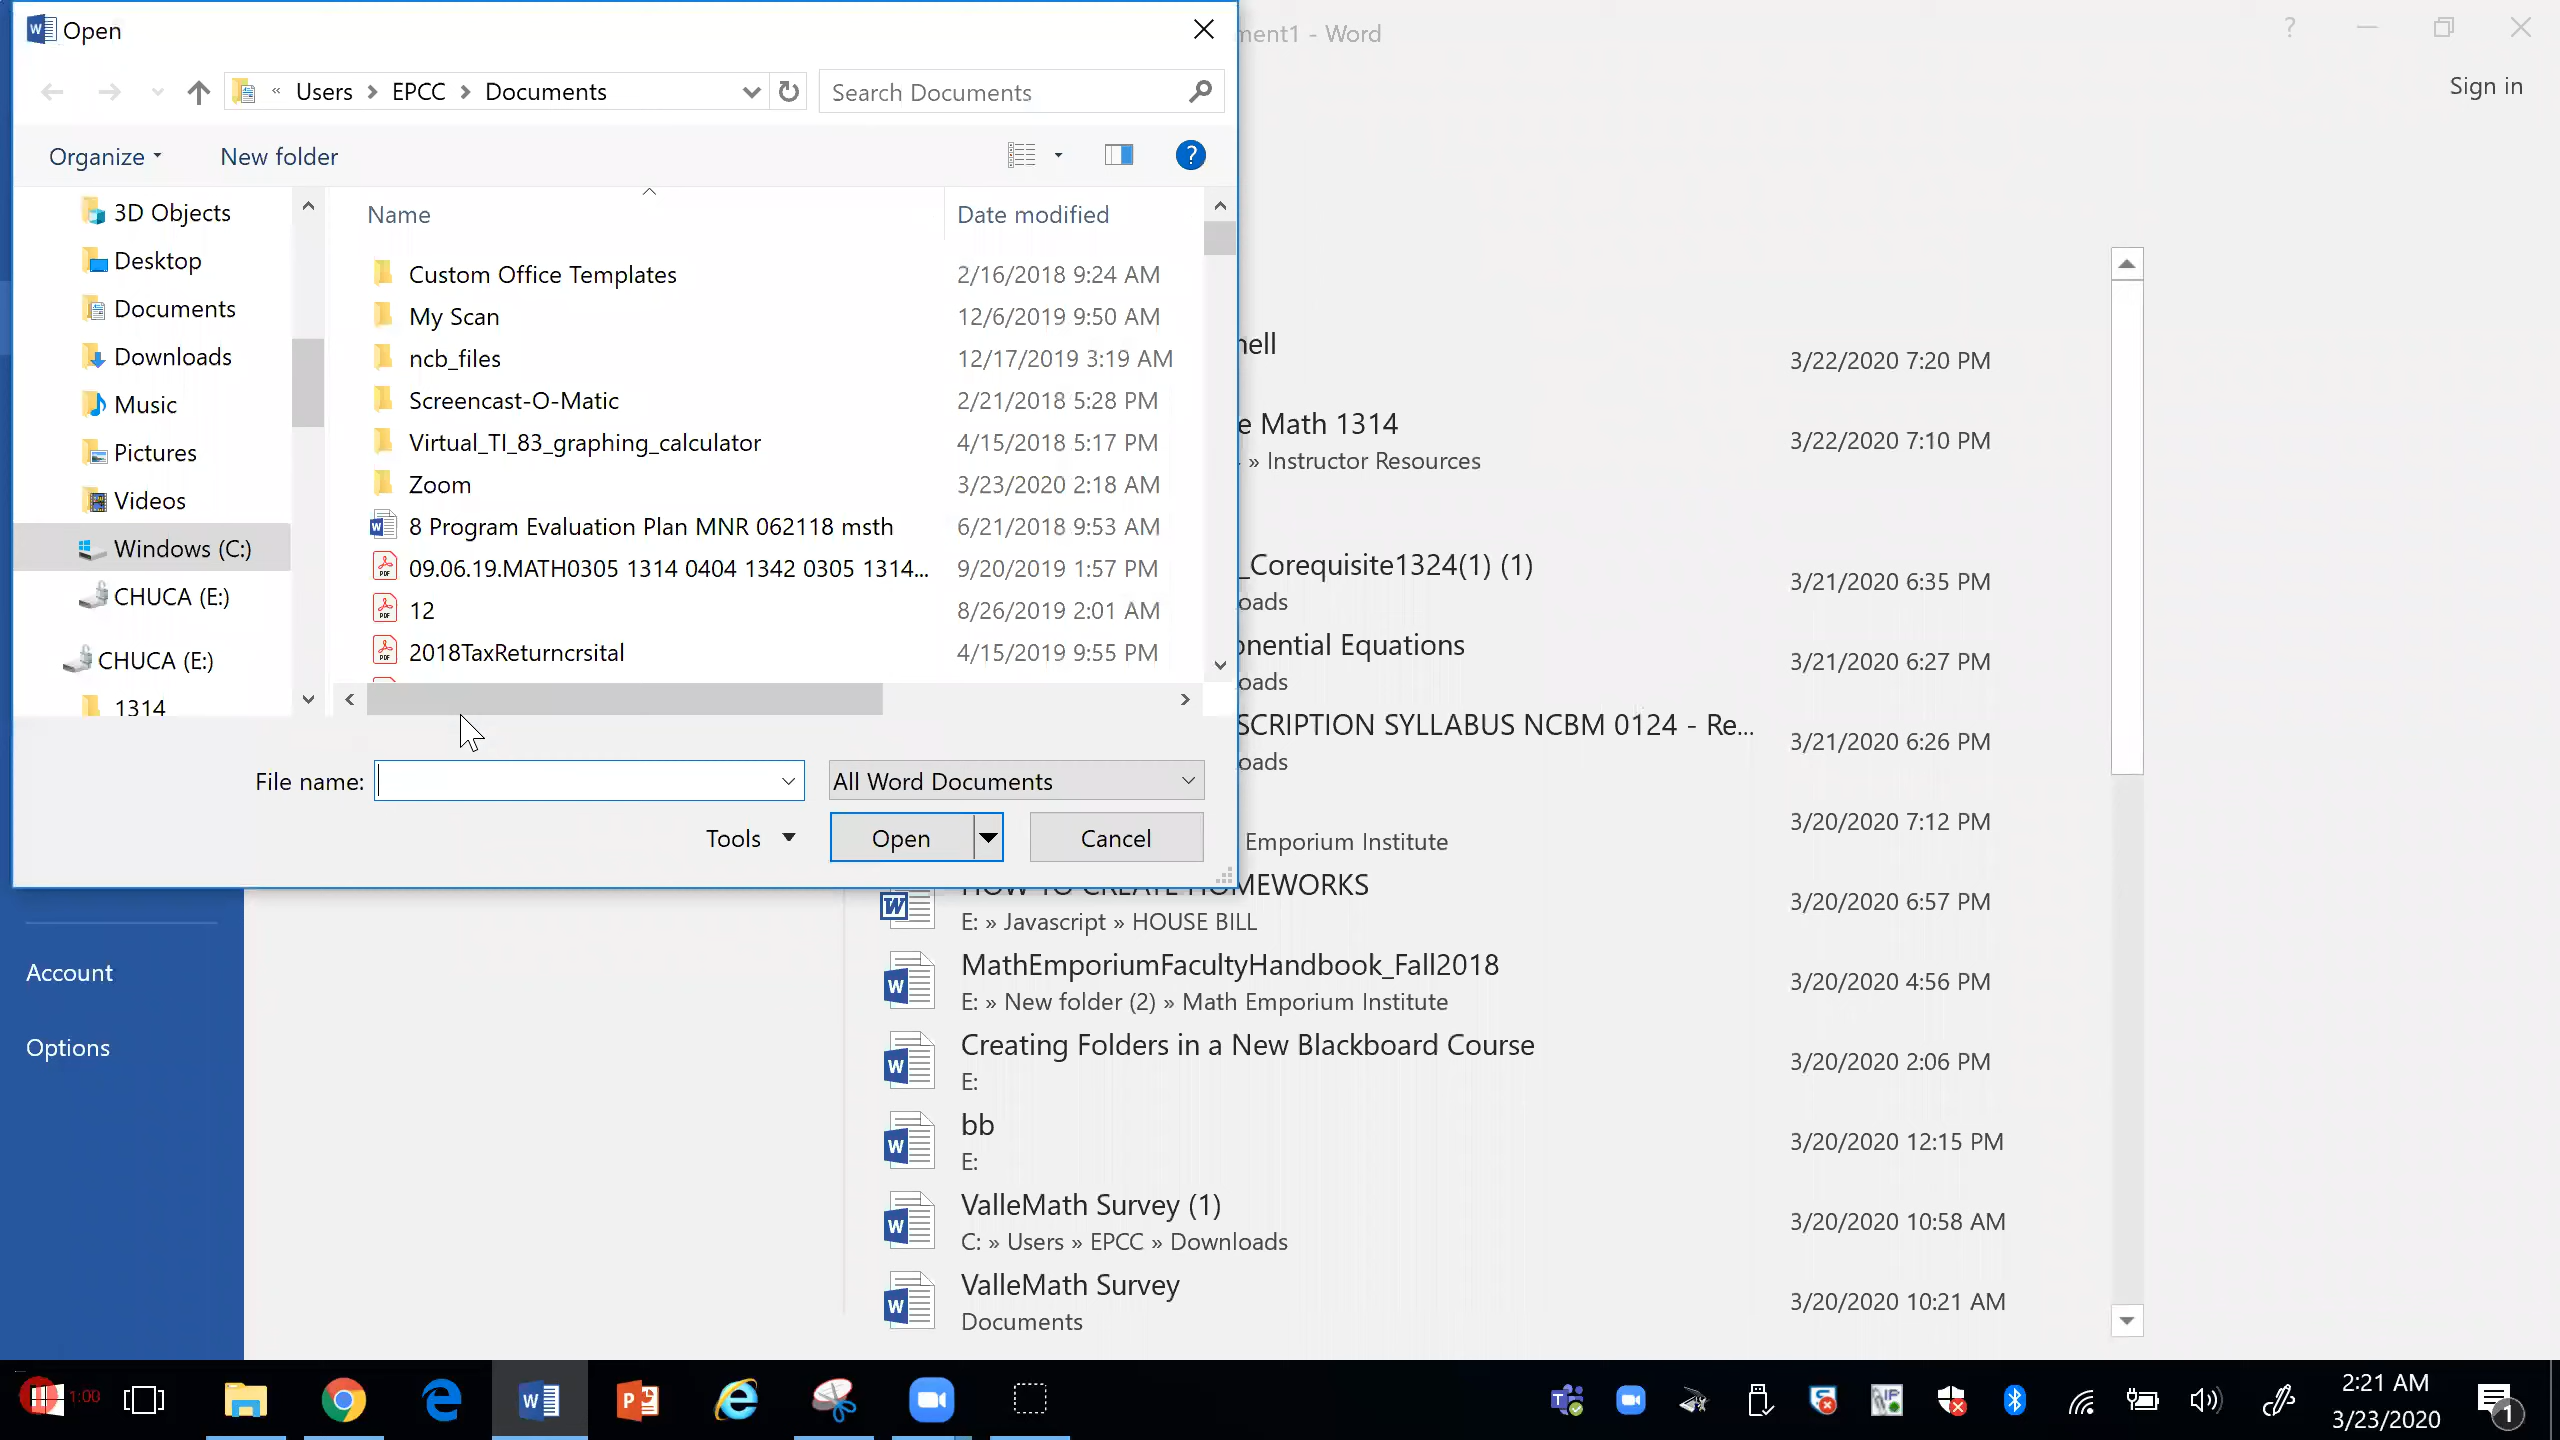 Open
ment1 - Word
Sign in
« Users > EPCC > Documents
Search Documents
Organize
New folder
3D Objects
Desktop
Documents
Downloads
Music
Pictures
Videos
Windows (C:)
CHUCA (E:)
CHUCA (E:)
1314
Name Date modified
Custom Office Templates 2/16/2018 9:24 AM
My Scan 12/6/2019 9:50 AM
ncb_files 12/17/2019 3:19 AM
Screencast-O-Matic 2/21/2018 5:28 PM
Virtual_TI_83_graphing_calculator 4/15/2018 5:17 PM
Zoom 3/23/2020 2:18 AM
8 Program Evaluation Plan MNR 062118 msth 6/21/2018 9:53 AM
09.06.19.MATH0305 1314 0404 1342 0305 1314... 9/20/2019 1:57 PM
12 8/26/2019 2:01 AM
2018TaxReturncrsital 4/15/2019 9:55 PM
File name:
All Word Documents
Tools
Open
Cancel
Account
Options
hell
3/22/2020 7:20 PM
e Math 1314
3/22/2020 7:10 PM
» Instructor Resources
_Corequisite1324(1) (1)
3/21/2020 6:35 PM
oads
onential Equations
3/21/2020 6:27 PM
oads
SCRIPTION SYLLABUS NCBM 0124 - Re...
3/21/2020 6:26 PM
oads
3/20/2020 7:12 PM
Emporium Institute
HOW TO CREATE HOMEWORKS
3/20/2020 6:57 PM
E: » Javascript » HOUSE BILL
MathEmporiumFacultyHandbook_Fall2018
3/20/2020 4:56 PM
E: » New folder (2) » Math Emporium Institute
Creating Folders in a New Blackboard Course
3/20/2020 2:06 PM
E:
bb
3/20/2020 12:15 PM
E:
ValleMath Survey (1)
3/20/2020 10:58 AM
C: » Users » EPCC » Downloads
ValleMath Survey
3/20/2020 10:21 AM
Documents
1:00
2:21 AM
3/23/2020
1